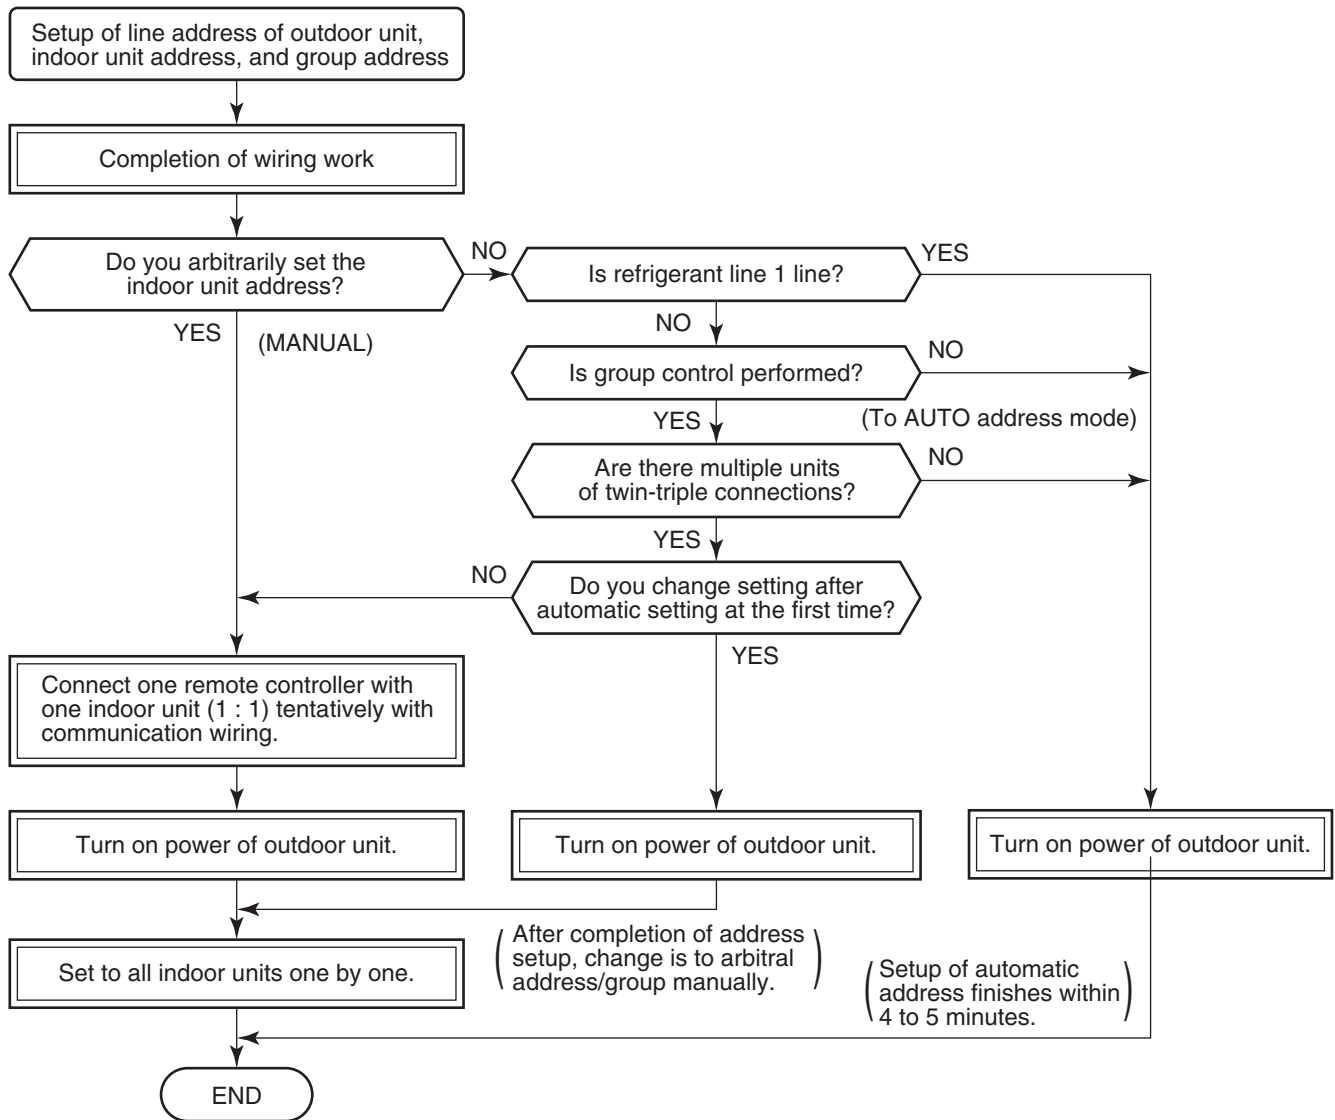 Setup of line address of outdoor unit,
indoor unit address, and group address
Completion of wiring work
Do you arbitrarily set the
indoor unit address?
NO
Is refrigerant line 1 line?
YES
YES
(MANUAL)
NO
Is group control performed?
NO
YES
(To AUTO address mode)
Are there multiple units
of twin-triple connections?
NO
YES
NO
Do you change setting after
automatic setting at the first time?
YES
Connect one remote controller with
one indoor unit (1 : 1) tentatively with
communication wiring.
Turn on power of outdoor unit.
Turn on power of outdoor unit.
Turn on power of outdoor unit.
(After completion of address
setup, change is to arbitral
address/group manually.)
Set to all indoor units one by one.
(Setup of automatic
address finishes within
4 to 5 minutes.)
END